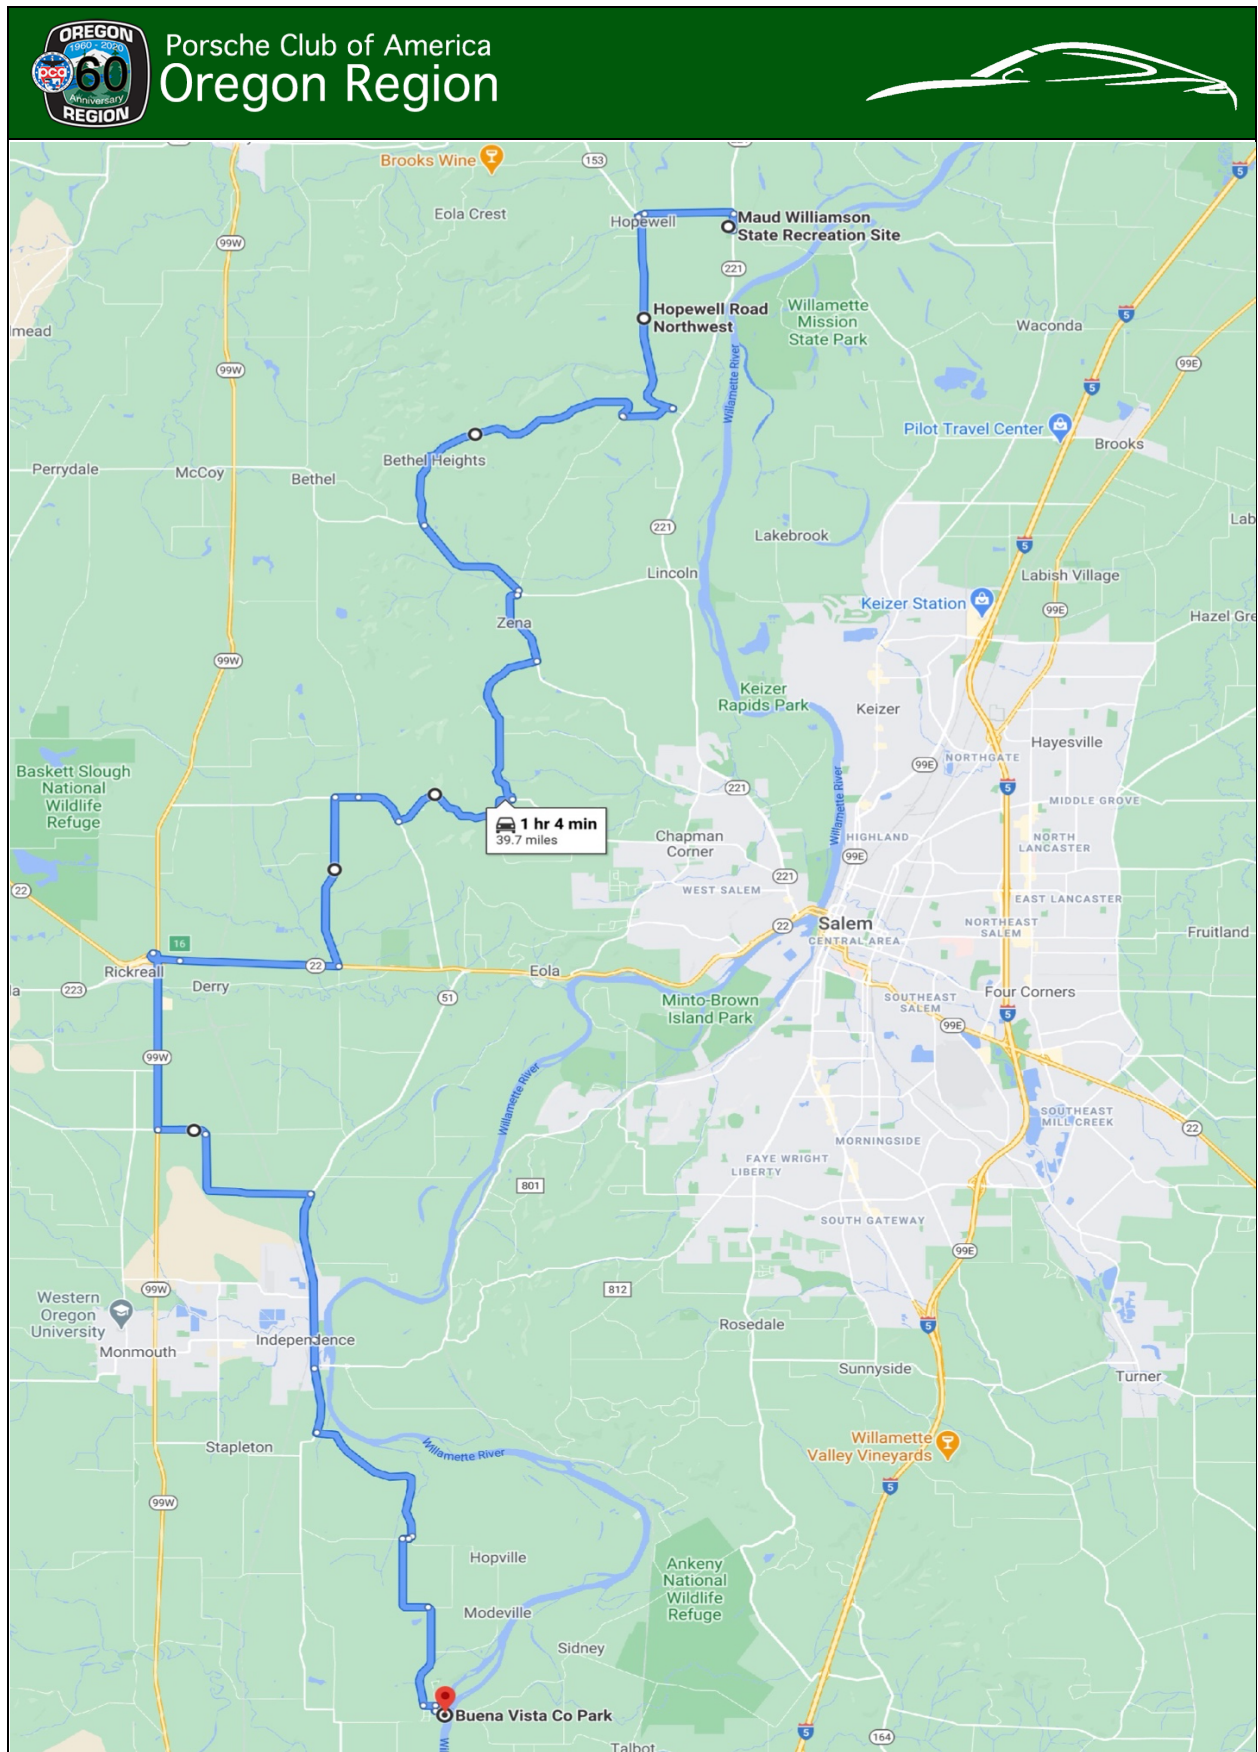 OREGON
1960 - 2020
pca
60
Anniversary
REGION
Porsche Club of America
Oregon Region
Brooks Wine
153
Eola Crest
Hopewell
Maud Williamson
State Recreation Site
99W
221
5
Hopewell Road
Northwest
Willamette
Mission
State Park
lmead
Waconda
99W
5
99E
5
Willamette River
Pilot Travel Center
Brooks
Bethel Heights
Perrydale
McCoy
Bethel
221
Lakebrook
Lab
5
Lincoln
Labish Village
Keizer Station
99E
Hazel Gre
Zena
99W
Keizer
Rapids Park
Keizer
Hayesville
99E
NORTHGATE
Baskett Slough
National
Wildlife
Refuge
221
5
MIDDLE GROVE
1 hr 4 min
39.7 miles
Willamette River
Chapman
Corner
HIGHLAND
NORTH
LANCASTER
99E
221
22
WEST SALEM
EAST LANCASTER
22
Salem
CENTRAL AREA
NORTHEAST
SALEM
Fruitland
16
Rickreall
22
Eola
la
223
Derry
51
Minto-Brown
Island Park
SOUTHEAST
SALEM
Four Corners
5
99E
99W
Willamette River
SOUTHEAST
MILL CREEK
22
MORNINGSIDE
FAYE WRIGHT
LIBERTY
801
SOUTH GATEWAY
99E
99W
812
Western
Oregon
University
Monmouth
Independence
Rosedale
5
Sunnyside
Turner
Stapleton
Willamette River
Willamette
Valley Vineyards
99W
5
Hopville
Ankeny
National
Wildlife
Refuge
Modeville
Sidney
Buena Vista Co Park
5
164
Wil
Talbot